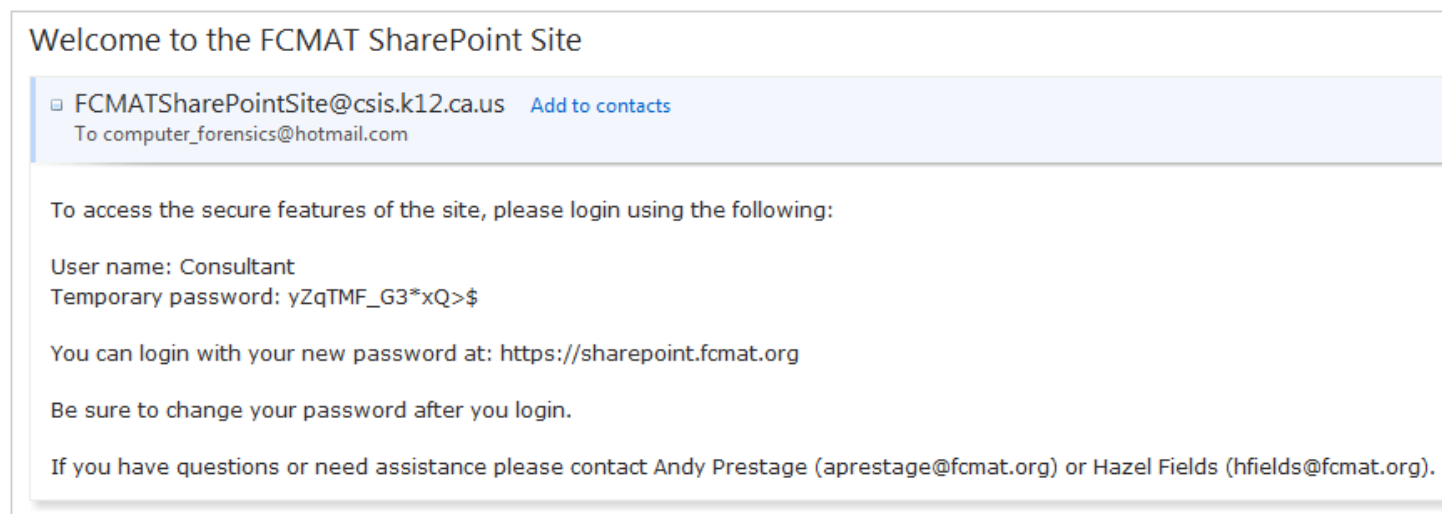 Welcome to the FCMAT SharePoint Site
FCMATSharePointSite@csis.k12.ca.us Add to contacts
To computer_forensics@hotmail.com
To access the secure features of the site, please login using the following:
User name: Consultant
Temporary password: yZqTMF_G3*xQ>$
You can login with your new password at: https://sharepoint.fcmat.org
Be sure to change your password after you login.
If you have questions or need assistance please contact Andy Prestage (aprestage@fcmat.org) or Hazel Fields (hfields@fcmat.org).